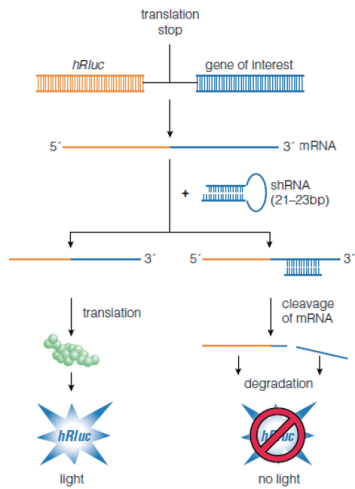 translation
stop
hRluc
gene of interest
5´
3´ mRNA
+
shRNA
(21–23bp)
3´
5´
3´
translation
cleavage
of mRNA
degradation
hRluc
hRluc
light
no light